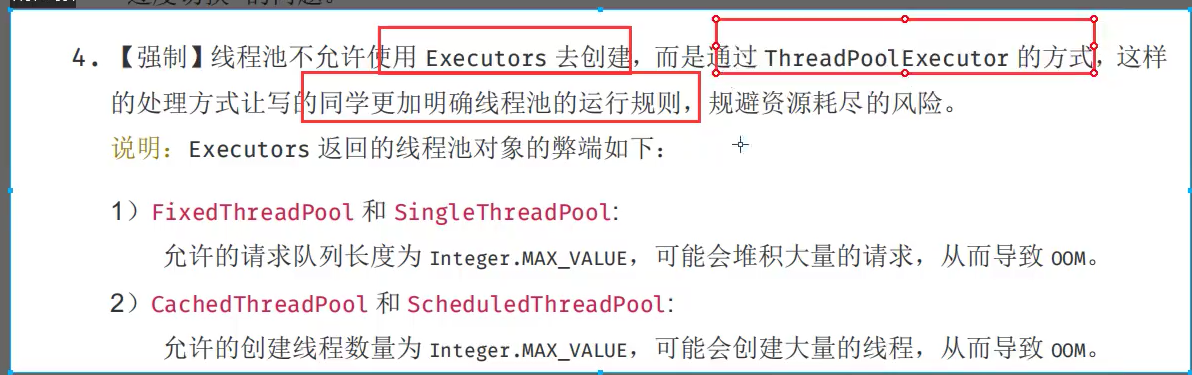 4.【强制】线程池不允许使用 Executors 去创建，而是通过 ThreadPoolExecutor 的方式，这样
的处理方式让写的同学更加明确线程池的运行规则，规避资源耗尽的风险。
说明：Executors 返回的线程池对象的弊端如下：
1）FixedThreadPool 和 SingleThreadPool:
允许的请求队列长度为 Integer.MAX_VALUE，可能会堆积大量的请求，从而导致 OOM。
2）CachedThreadPool 和 ScheduledThreadPool:
允许的创建线程数量为 Integer.MAX_VALUE，可能会创建大量的线程，从而导致 OOM。